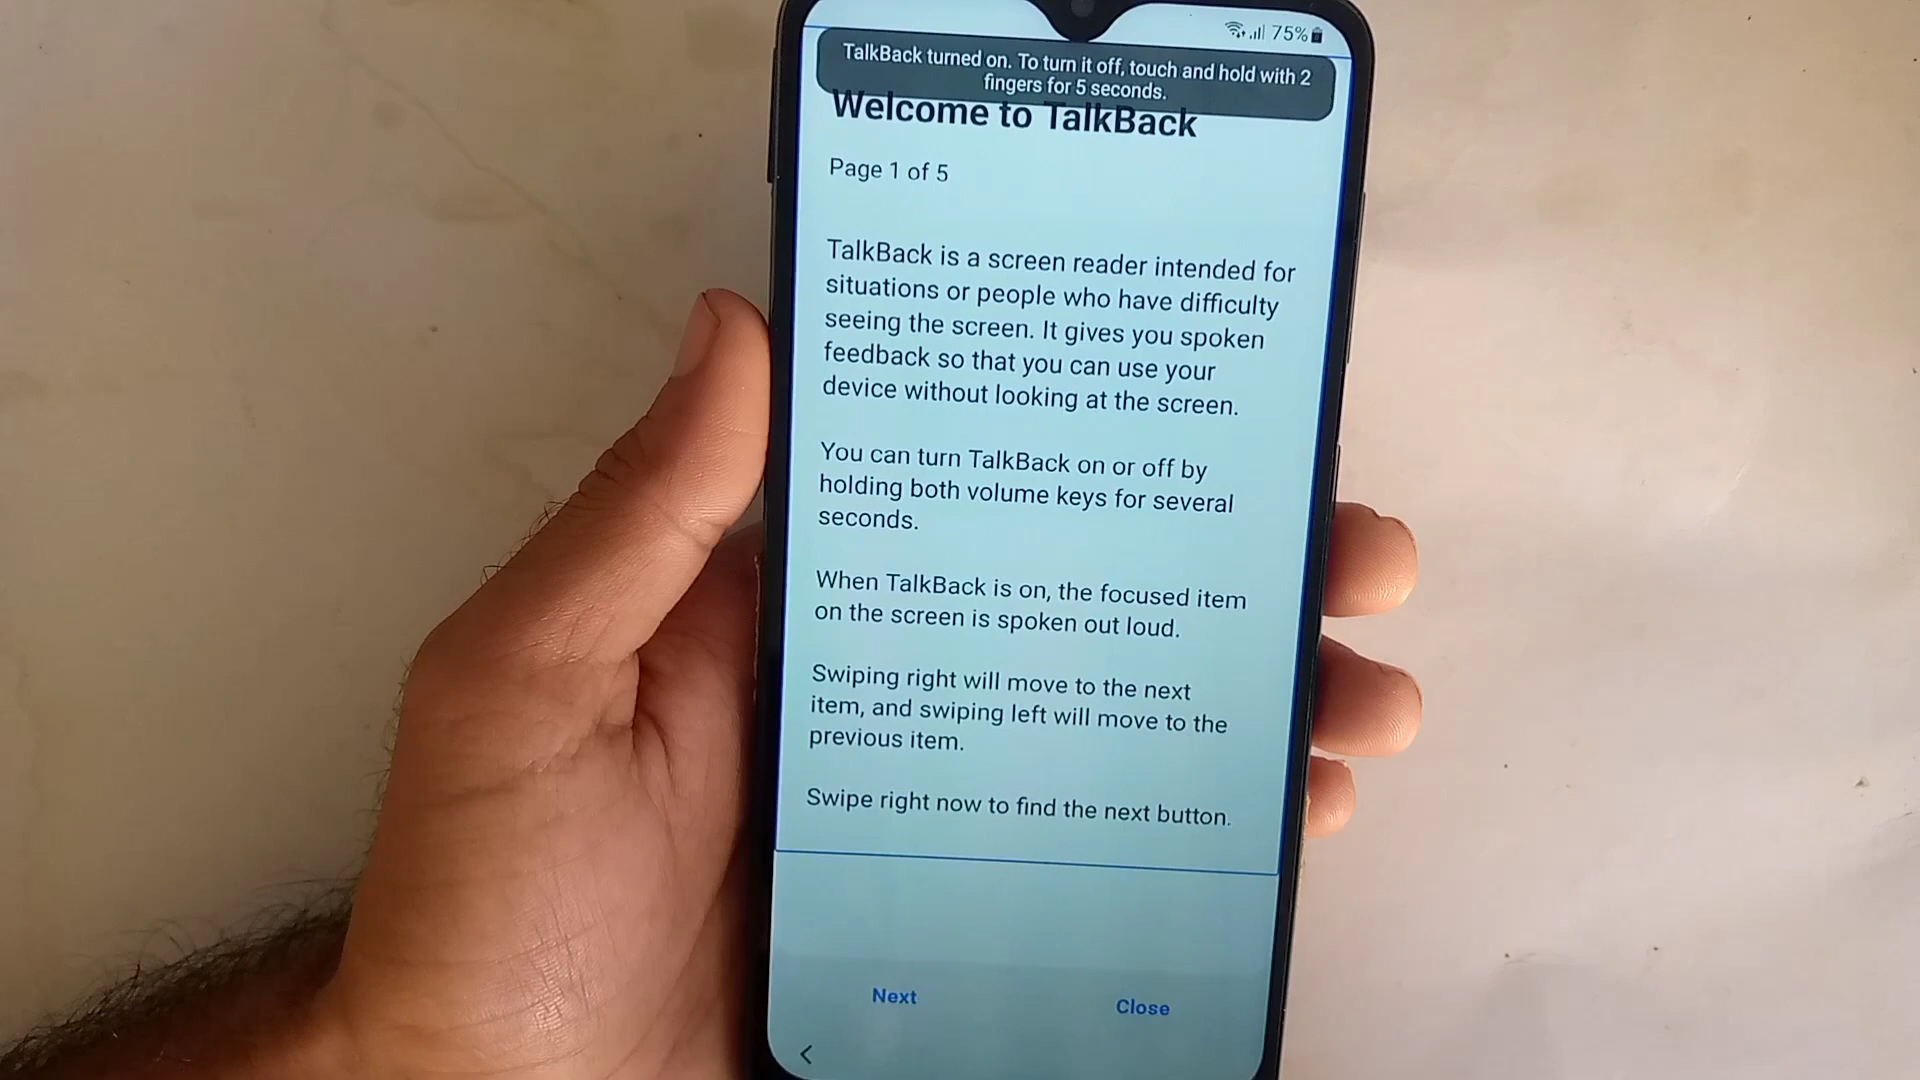 75%
TalkBack turned on. To turn it off, touch and hold with 2
fingers for 5 seconds.
Welcome to TalkBack
Page 1 of 5
TalkBack is a screen reader intended for
situations or people who have difficulty
seeing the screen. It gives you spoken
feedback so that you can use your
device without looking at the screen.
You can turn TalkBack on or off by
holding both volume keys for several
seconds.
When TalkBack is on, the focused item
on the screen is spoken out loud.
Swiping right will move to the next
item, and swiping left will move to the
previous item.
Swipe right now to find the next button.
Next
Close